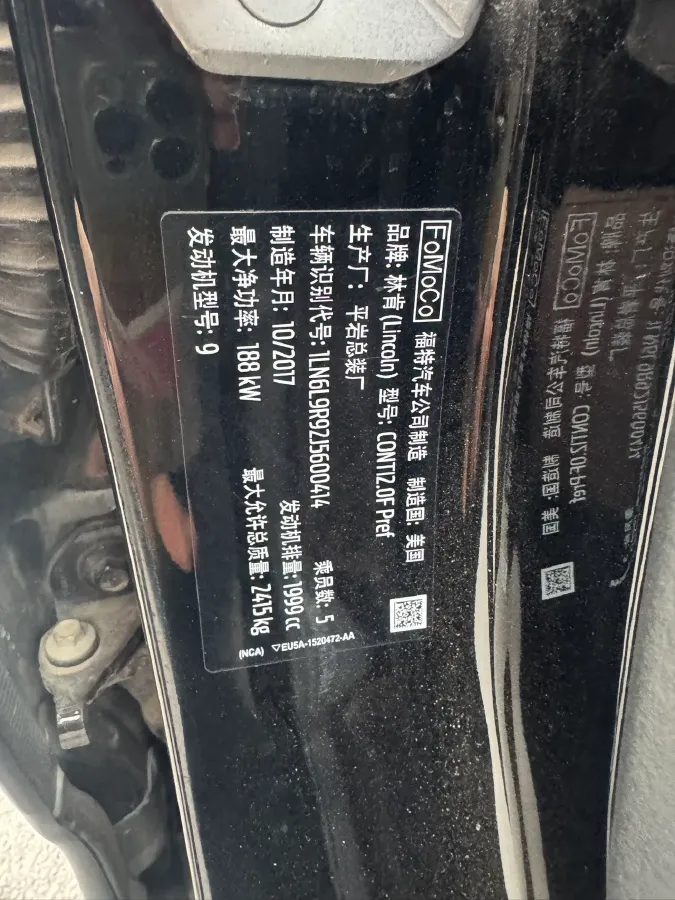 FoMoCo 福特汽车公司制造 制造国: 美国
品牌: 林肯 (Lincoln) 型号: CONT12.0F Pref
生产厂: 平岩总装厂
车辆识别代号: 1LN6L9R92J5600414 乘员数: 5
制造年月: 10/2017 发动机排量: 1999 cc
最大净功率: 188 kW 最大允许总质量: 2415 kg
发动机型号: 9
(NCA) ▽EU5A-1520472-AA